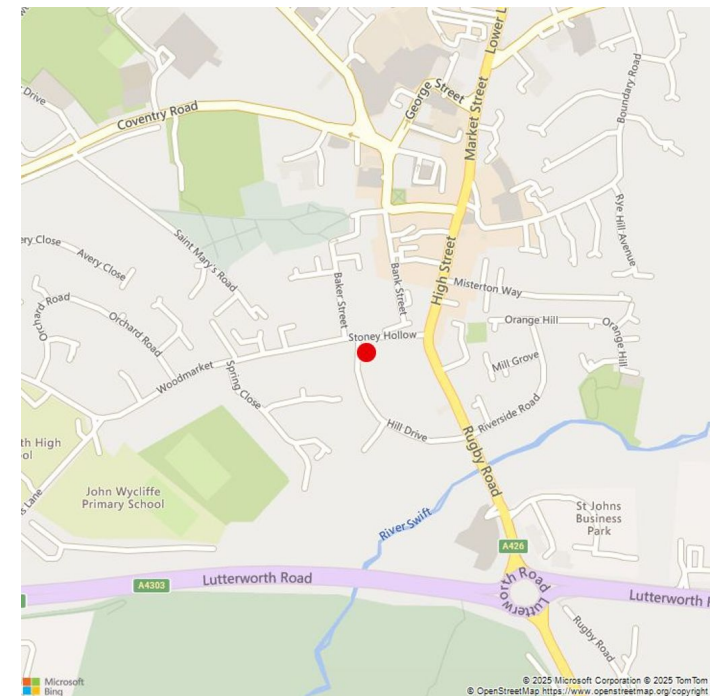 Lower L
Drive
Coventry Road
George Street
Market Street
Boundary Road
Rye Hill Avenue
ery Close
Avery Close
Saint Mary's Road
Baker Street
Bank Street
High Street
Misterton Way
Orchard Road
Orchard Road
Stoney Hollow
Orange Hill
Orange Hill
Mill Grove
Woodmarket
Spring Close
Hill Drive
Riverside Road
Rugby Road
th High
ol
s Lane
John Wycliffe
Primary School
River Swift
St Johns
Business
Park
A426
A4303
Lutterworth Road
Lutterworth Road
Lutterworth R
Rugby Road
Microsoft
Bing
© 2025 Microsoft Corporation © 2025 TomTom
© OpenStreetMap https://www.openstreetmap.org/copyright